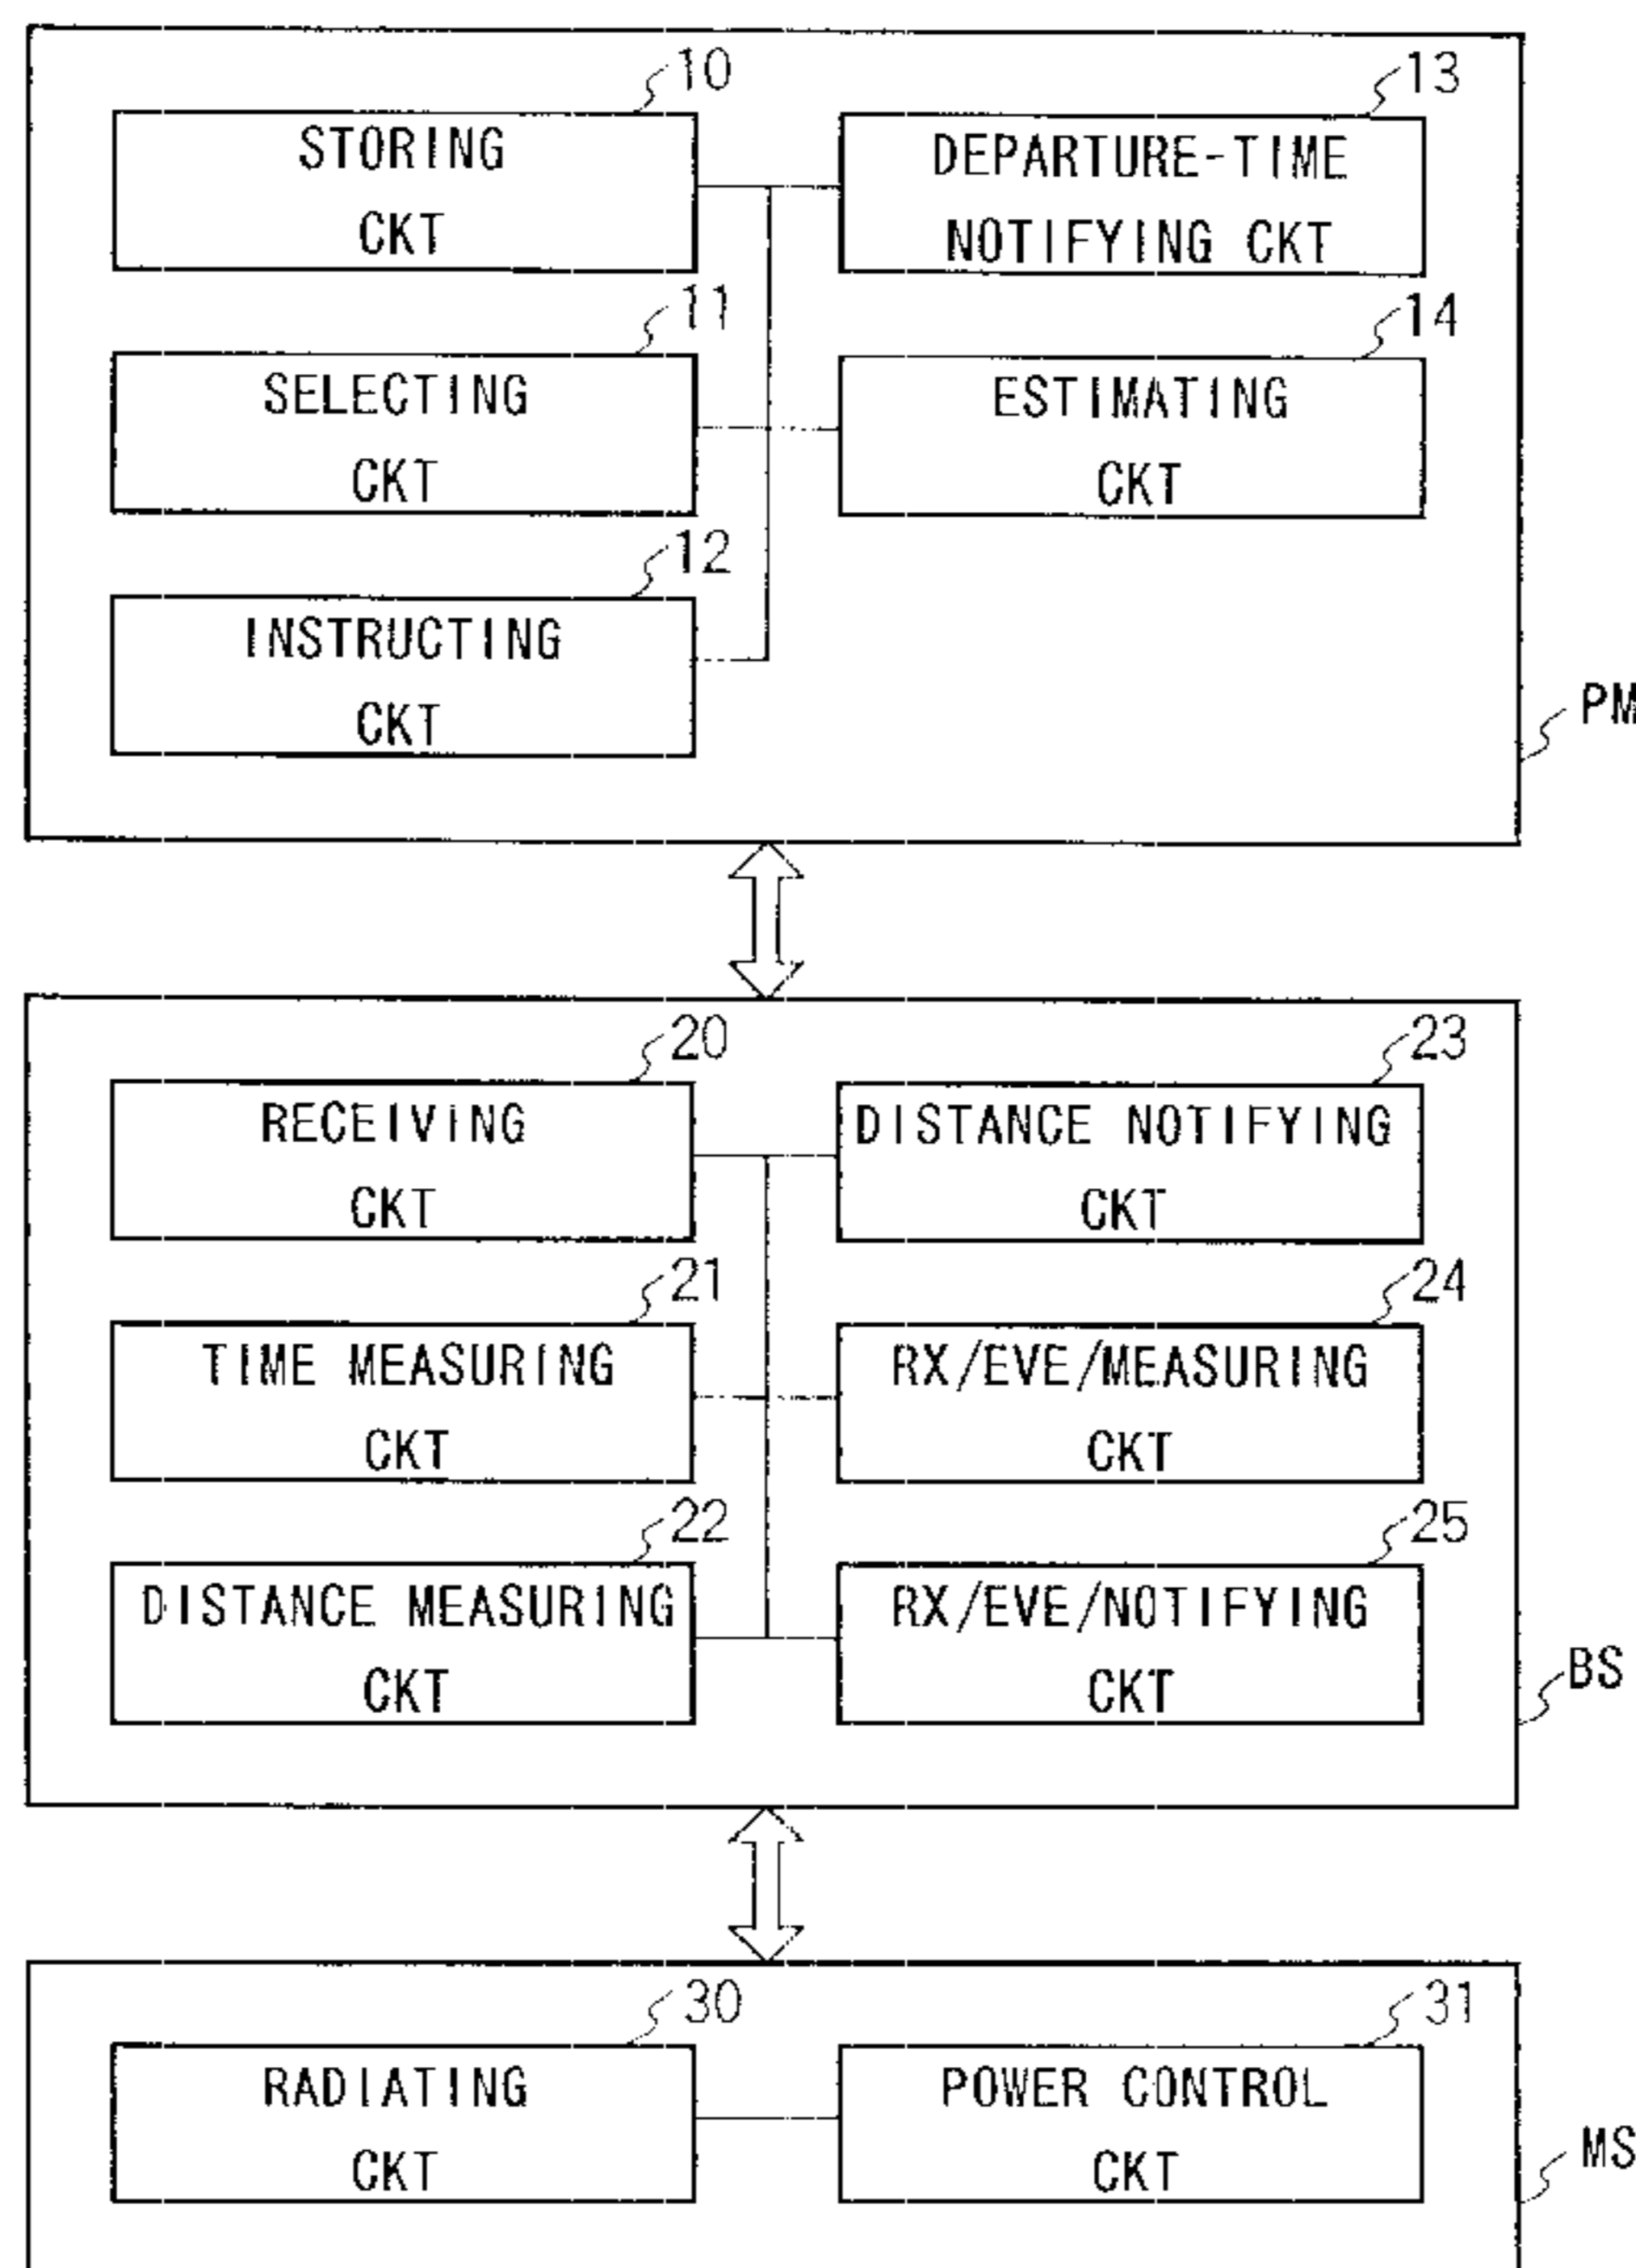 10
STORING
CKT
13
DEPARTURE-TIME
NOTIFYING CKT
11
SELECTING
CKT
14
ESTIMATING
CKT
12
INSTRUCTING
CKT
PM
20
RECEIVING
CKT
23
DISTANCE NOTIFYING
CKT
21
TIME MEASURING
CKT
24
RX/EVE/MEASURING
CKT
22
DISTANCE MEASURING
CKT
25
RX/EVE/NOTIFYING
CKT
BS
30
RADIATING
CKT
31
POWER CONTROL
CKT
MS